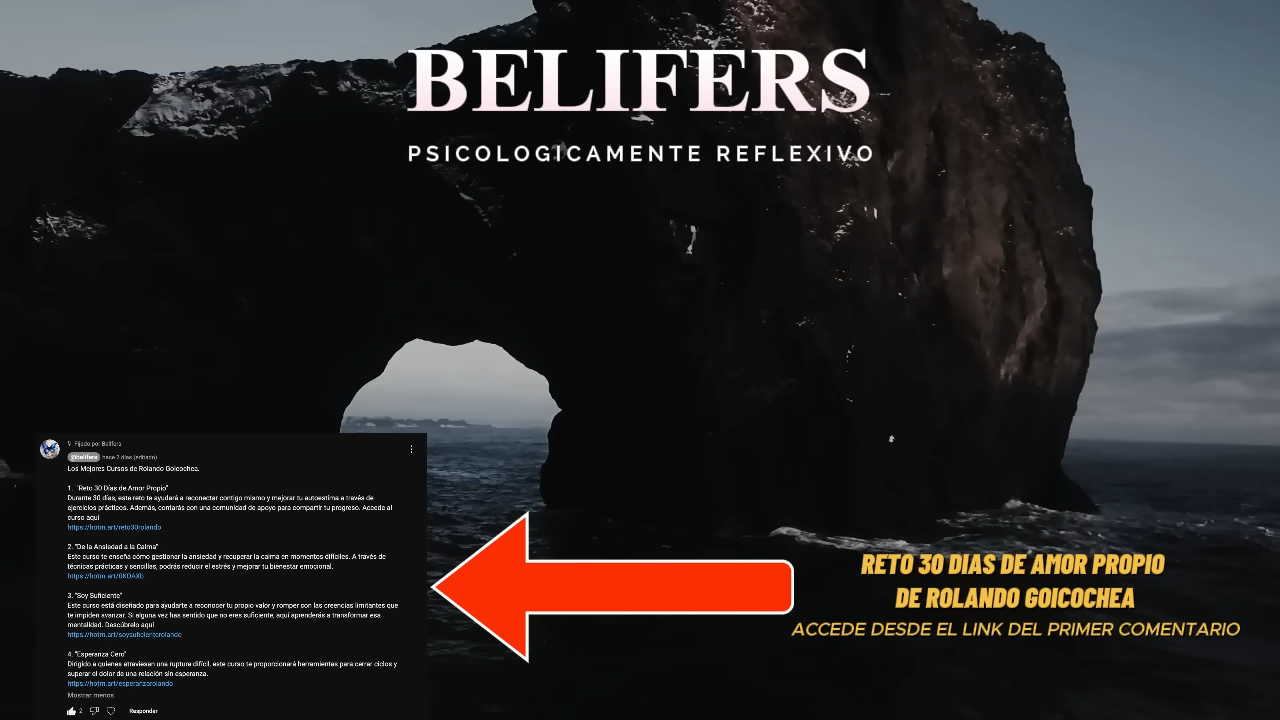 BELIFERS
PSICOLOGICAMENTE REFLEXIVO
Fijado por Belifers
@belifers hace 2 días (editado)
Los Mejores Cursos de Rolando Goicochea.
1. "Reto 30 Días de Amor Propio"
Durante 30 días, este reto te ayudará a reconectar contigo mismo y mejorar tu autoestima a través de
ejercicios prácticos. Además, contarás con una comunidad de apoyo para compartir tu progreso. Accede al
curso aquí
https://hotm.art/reto30rolando
2. "De la Ansiedad a la Calma"
Este curso te enseña cómo gestionar la ansiedad y recuperar la calma en momentos difíciles. A través de
técnicas prácticas y sencillas, podrás reducir el estrés y mejorar tu bienestar emocional.
3. "Soy Suficiente"
Este curso está diseñado para ayudarte a reconocer tu propio valor y romper con las creencias limitantes que
te impiden avanzar. Si alguna vez has sentido que no eres suficiente, aquí aprenderás a transformar esa
mentalidad. Descúbrelo aquí
https://hotm.art/soysuficienterolando
4. "Esperanza Cero"
Dirigido a quienes atraviesan una ruptura difícil, este curso te proporcionará herramientas para cerrar ciclos y
superar el dolor de una relación sin esperanza.
https://hotm.art/esperanzarolando
Mostrar menos
2 Responder
RETO 30 DIAS DE AMOR PROPIO
DE ROLANDO GOICOCHEA
ACCEDE DESDE EL LINK DEL PRIMER COMENTARIO